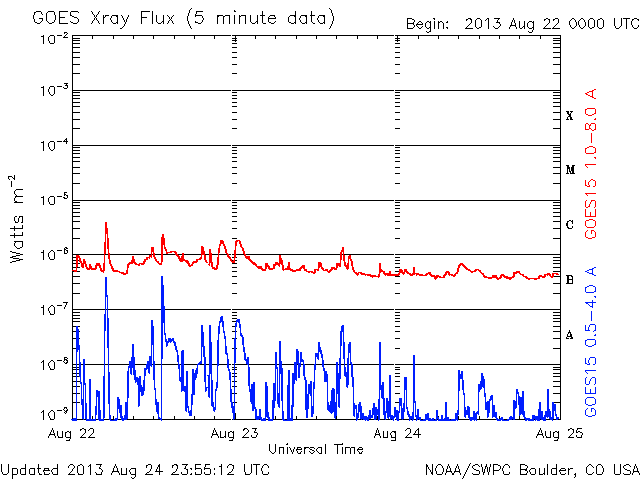 GOES Xray Flux (5 minute data)
Begin: 2013 Aug 22 0000 UTC
Watts m⁻²
10⁻²
10⁻³
10⁻⁴
10⁻⁵
10⁻⁶
10⁻⁷
10⁻⁸
10⁻⁹
X
M
C
B
A
GOES15 1.0–8.0 A
GOES15 0.5–4.0 A
Aug 22
Aug 23
Aug 24
Aug 25
Universal Time
Updated 2013 Aug 24 23:55:12 UTC
NOAA/SWPC Boulder, CO USA